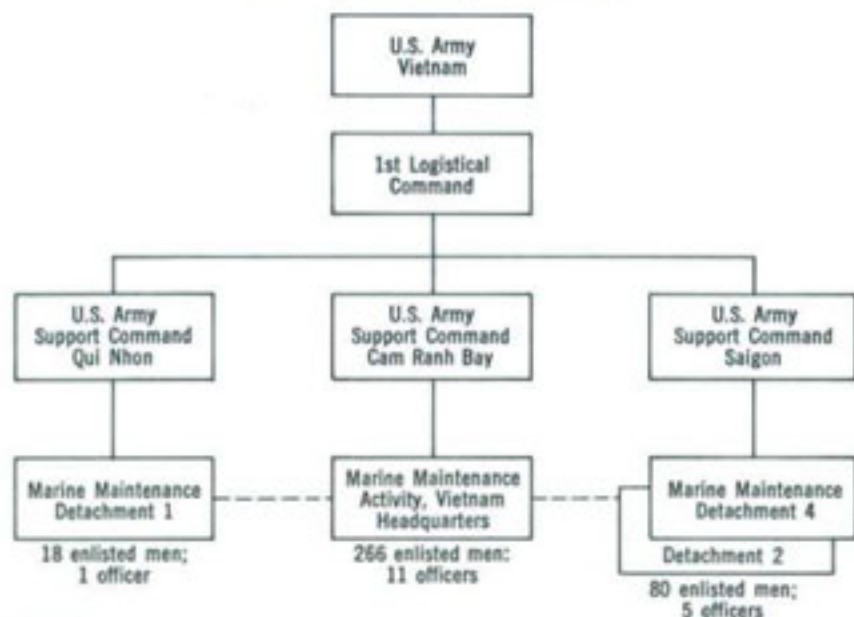 U.S. Army
Vietnam
1st Logistical
Command
U.S. Army
Support Command
Qui Nhon
U.S. Army
Support Command
Cam Ranh Bay
U.S. Army
Support Command
Saigon
Marine Maintenance
Detachment 1
18 enlisted men;
1 officer
Marine Maintenance
Activity, Vietnam
Headquarters
266 enlisted men:
11 officers
Marine Maintenance
Detachment 4
Detachment 2
80 enlisted men;
5 officers